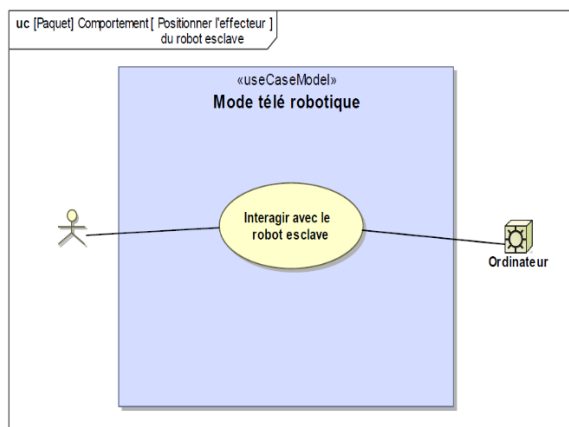 uc [Paquet] Comportement [ Positionner l'effecteur ]
du robot esclave
«useCaseModel»
Mode télé robotique
Interagir avec le
robot esclave
Ordinateur